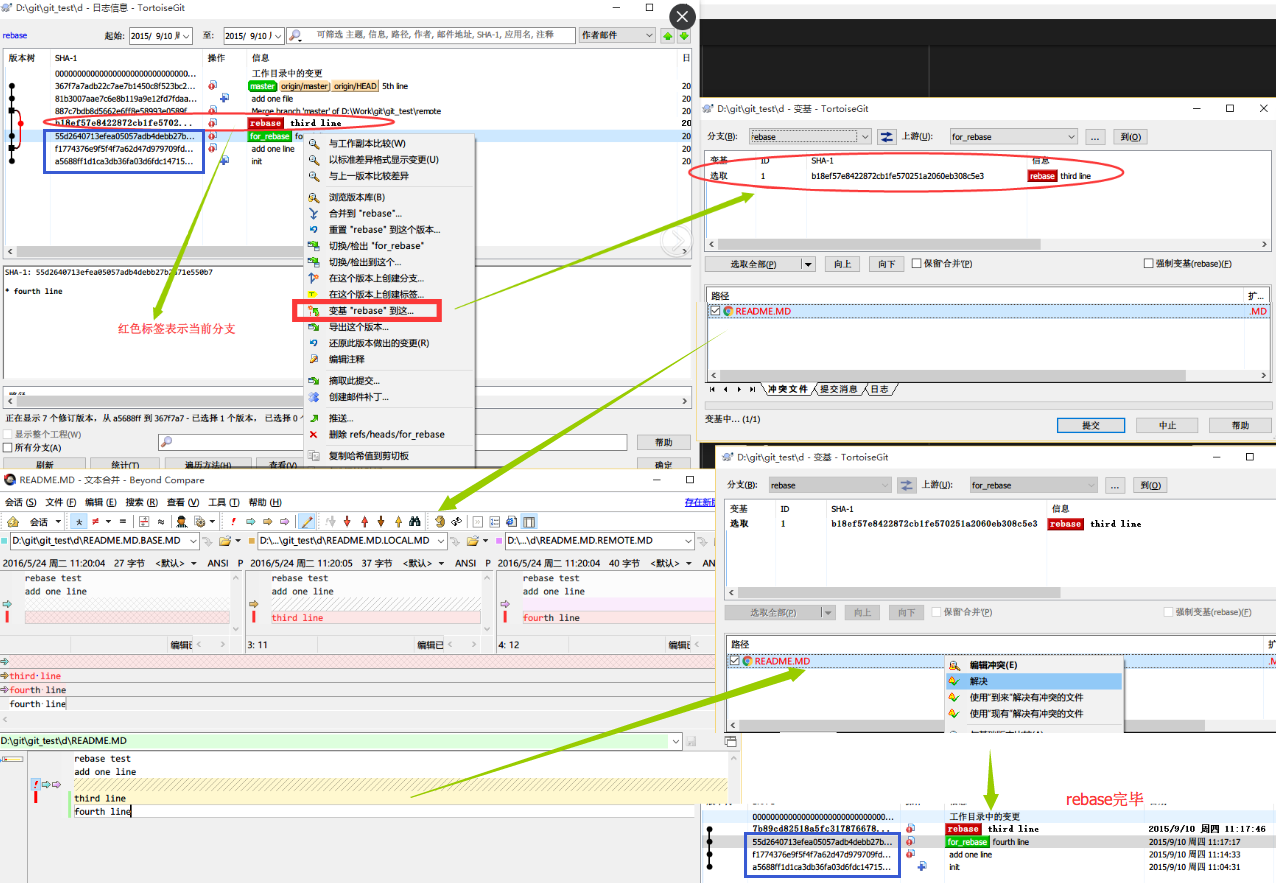 D:\git\git_test\d - 日志信息 - TortoiseGit
rebase 起始: 2015/ 9/10 至: 2015/ 9/10 可筛选 主题, 信息, 路径, 作者, 邮件地址, SHA-1, 应用名, 注释 作者邮件
版本树 SHA-1 操作 信息 日
工作目录中的变更
367f7a7adb22c7ae7b1450c8f523bc2... master origin/master origin/HEAD 5th line 20
81b3007aae7c6e8b119a9e12fd7fdaa... add one file 20
887c7bdb8d5662e6ff8e58993e0589f... Merge branch 'master' of D:\Work\git\git_test\remote 20
b18ef57e8422872cb1fe5702... rebase third line 20
55d2640713efea05057adb4debb27b... for_rebase 20
f1774376e9f5f4f7a62d47d979709fd... add one line 20
a5688ff1d1ca3db36fa03d6fdc14715... init 20
与工作副本比较(W)
以标准差异格式显示变更(U)
与上一版本比较差异
浏览版本库(B)
合并到 "rebase"...
重置 "rebase" 到这个版本...
切换/检出 "for_rebase"
切换/检出到这个...
在这个版本上创建分支...
在这个版本上创建标签...
变基 "rebase" 到这...
导出这个版本...
还原此版本做出的变更(R)
编辑注释
摘取此提交...
创建邮件补丁...
推送...
删除 refs/heads/for_rebase
复制哈希值到剪切板
* fourth line
红色标签表示当前分支
正在显示 7 个修订版本，从 a5688ff 到 367f7a7 - 已选择 1 个版本， 已选择 0
显示整个工程(W)
所有分支(A)
帮助
刷新 统计(T) 遍历方法(H) 查看(V) 确定
D:\git\git_test\d - 变基 - TortoiseGit
分支(B): rebase 上游(U): for_rebase ... 到(O)
变基 ID SHA-1 信息
选取 1 b18ef57e8422872cb1fe570251a2060eb308c5e3 rebase third line
选取全部(P) 向上 向下 保留'合并'(P) 强制变基(rebase)(F)
路径 扩...
README.MD .MD
冲突文件 提交消息 日志
变基中... (1/1)
提交 中止 帮助
README.MD - 文本合并 - Beyond Compare
会话 (S) 文件 (F) 编辑 (E) 搜索 (R) 查看 (V) 工具 (T) 帮助 (H) 存在新版
会话
D:\git\git_test\d\README.MD.BASE.MD D:\...\git_test\d\README.MD.LOCAL.MD D:\...\d\README.MD.REMOTE.MD
2016/5/24 周二 11:20:04 27 字节 <默认> ANSI P 2016/5/24 周二 11:20:05 37 字节 <默认> ANSI P 2016/5/24 周二 11:20:04 40 字节 <默认> AN
rebase test rebase test rebase test
add one line add one line add one line
third line fourth line
编辑已 3: 11 编辑已 4: 12 编辑
third line
fourth line
fourth line
D:\git\git_test\d\README.MD
rebase test
add one line
third line
fourth line
D:\git\git_test\d - 变基 - TortoiseGit
分支(B): rebase 上游(U): for_rebase ... 到(O)
变基 ID SHA-1 信息
选取 1 b18ef57e8422872cb1fe570251a2060eb308c5e3 rebase third line
选取全部(P) 向上 向下 保留'合并'(P) 强制变基(rebase)(F)
路径 扩
README.MD .M
编辑冲突(E)
解决
使用"到来"解决有冲突的文件
使用"现有"解决有冲突的文件
rebase完毕
工作目录中的变更
7b89cd82518a5fc317876678... rebase third line 2015/9/10 周四 11:17:46
55d2640713efea05057adb4debb27b... for_rebase fourth line 2015/9/10 周四 11:17:17
f1774376e9f5f4f7a62d47d979709fd... add one line 2015/9/10 周四 11:14:33
a5688ff1d1ca3db36fa03d6fdc14715... init 2015/9/10 周四 11:04:31